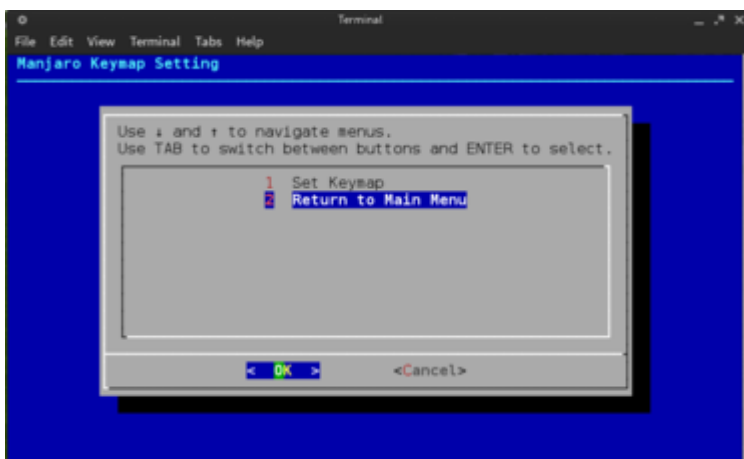 Terminal
File Edit View Terminal Tabs Help
Manjaro Keymap Setting
Use ↓ and ↑ to navigate menus.
Use TAB to switch between buttons and ENTER to select.
1 Set Keymap
2 Return to Main Menu
< OK > <Cancel>